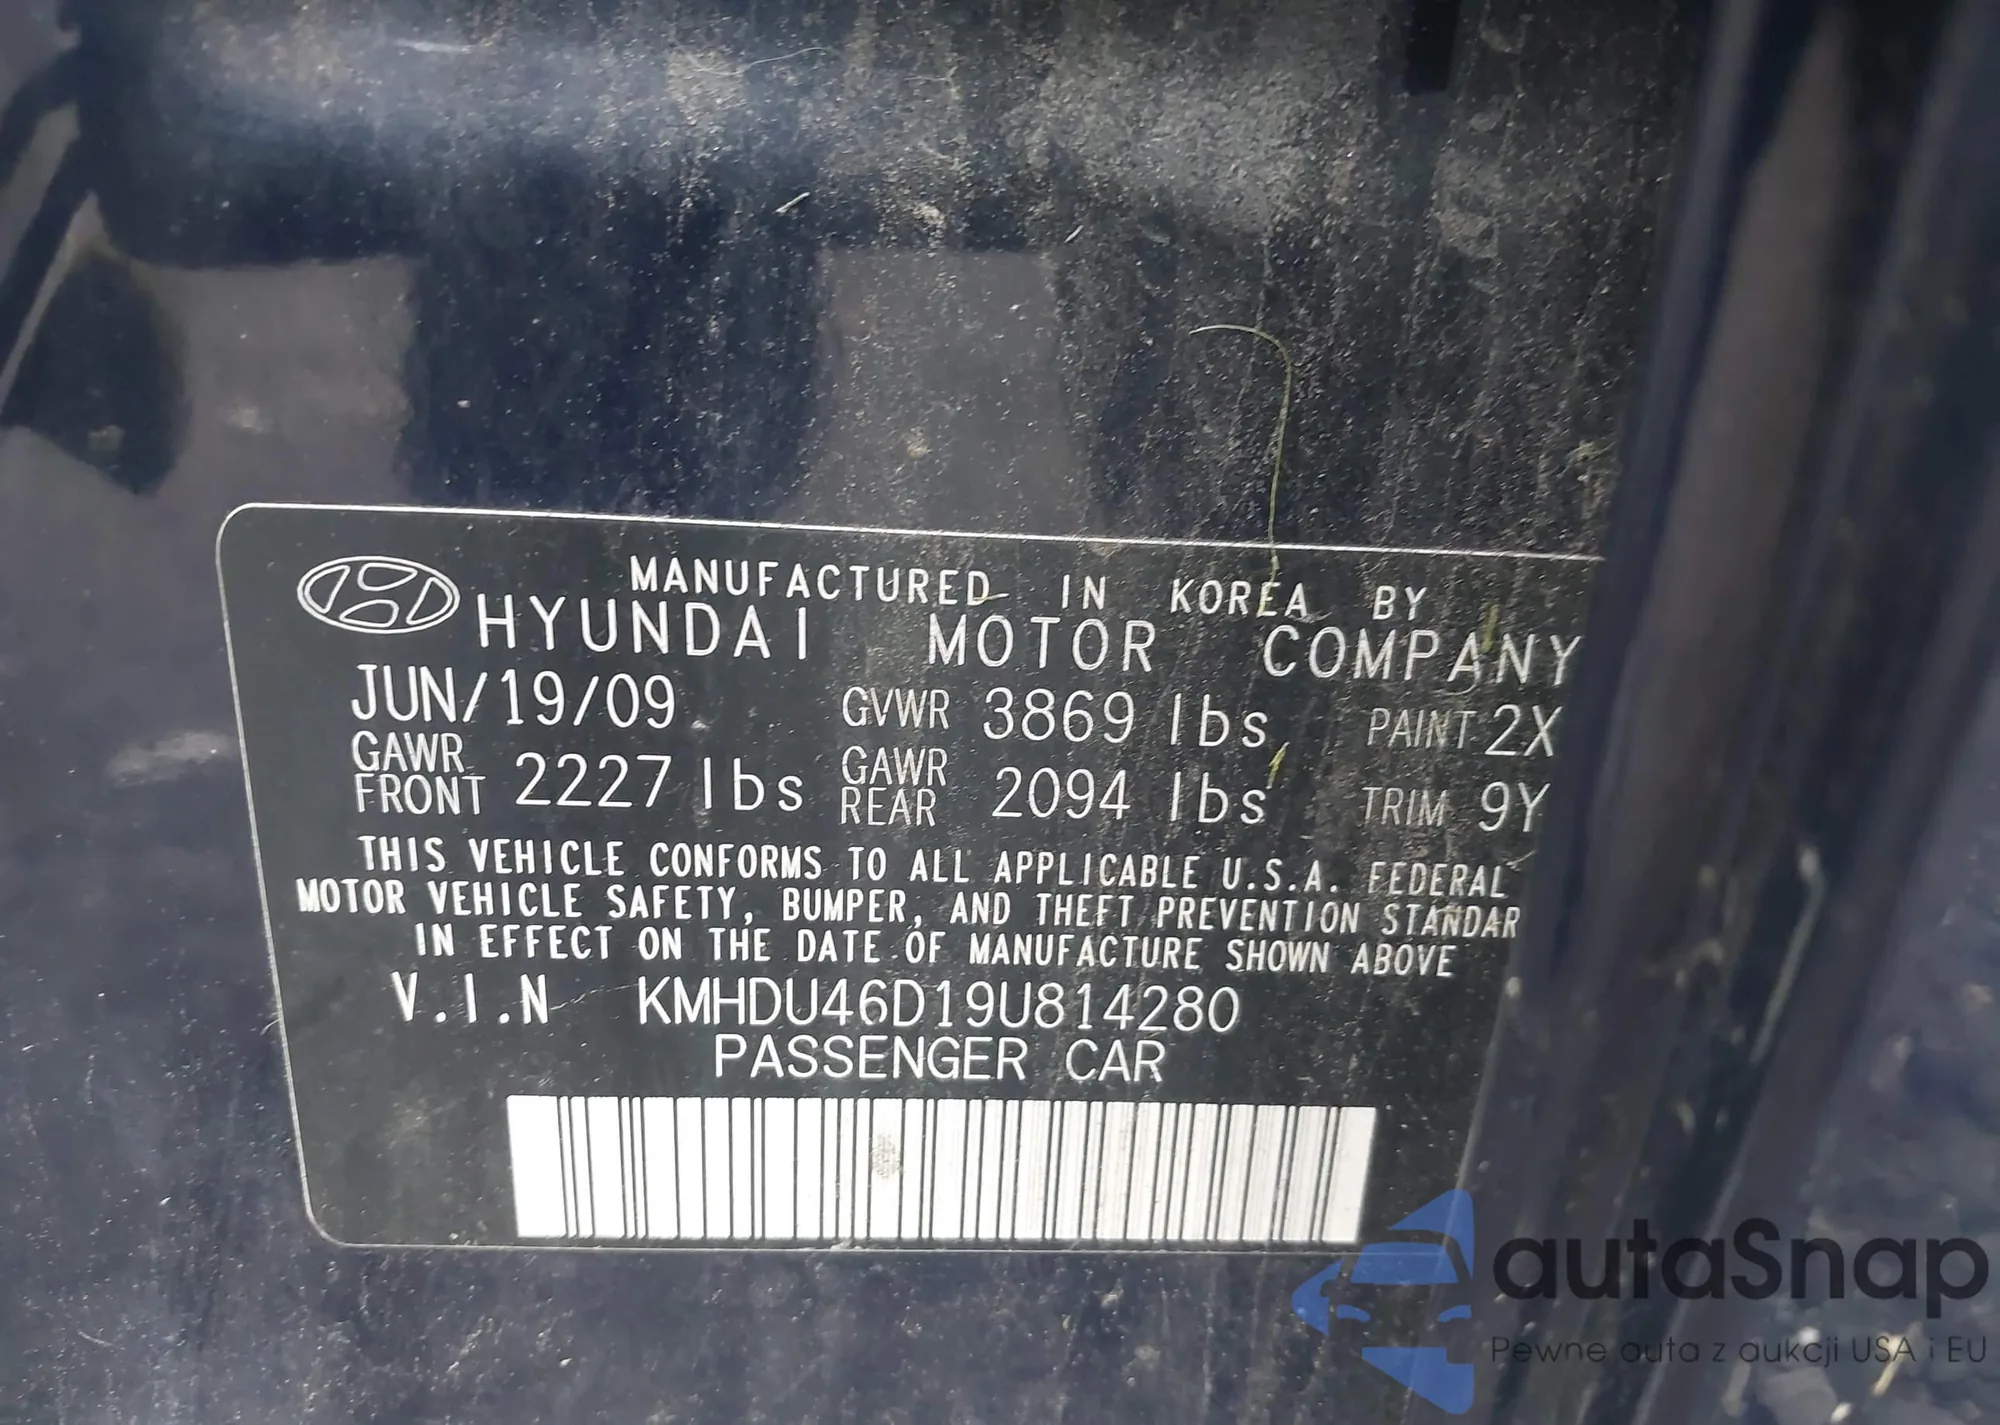 MANUFACTURED IN KOREA BY
HYUNDAI MOTOR COMPANY
JUN/19/09 GVWR 3869 lbs PAINT 2X
GAWR FRONT 2227 lbs GAWR REAR 2094 lbs TRIM 9Y
THIS VEHICLE CONFORMS TO ALL APPLICABLE U.S.A. FEDERAL
MOTOR VEHICLE SAFETY, BUMPER, AND THEFT PREVENTION STANDAR
IN EFFECT ON THE DATE OF MANUFACTURE SHOWN ABOVE
V.I.N KMHDU46D19U814280
PASSENGER CAR
autaSnap
Pewne auta z aukcji USA i EU